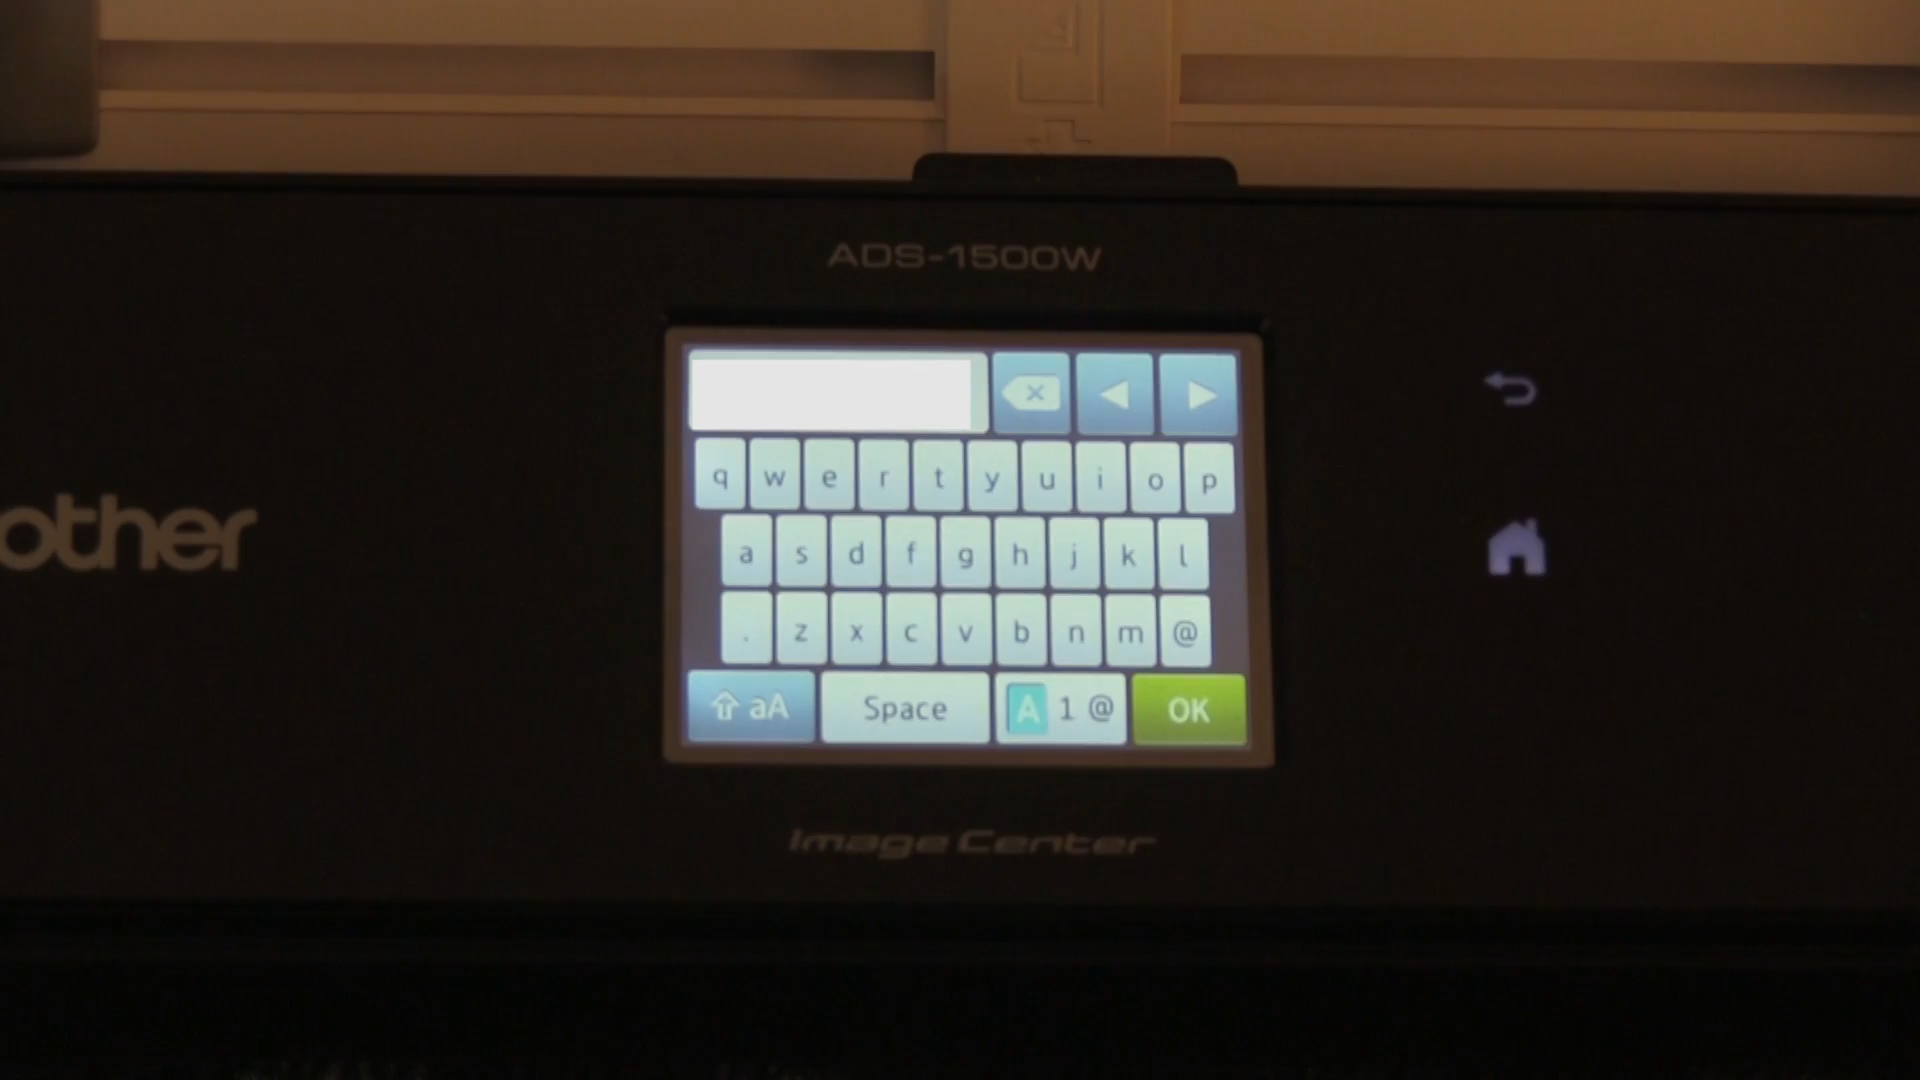 ADS-1500W
q w e r t y u i o p
other
a s d f g h j k l
. z x c v b n m @
aA Space A 1 @ OK
Image Center